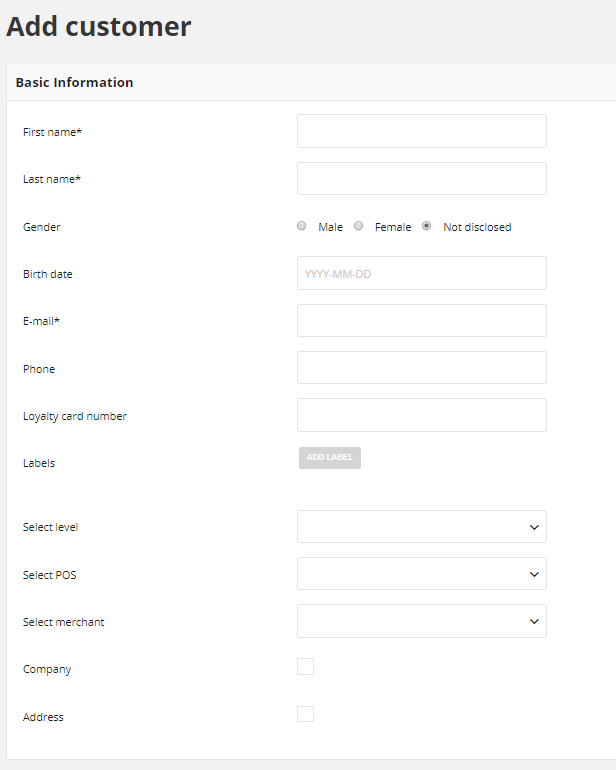 Add customer
Basic Information
First name*
Last name*
Gender Male Female Not disclosed
Birth date YYYY-MM-DD
E-mail*
Phone
Loyalty card number
Labels ADD LABEL
Select level
Select POS
Select merchant
Company
Address